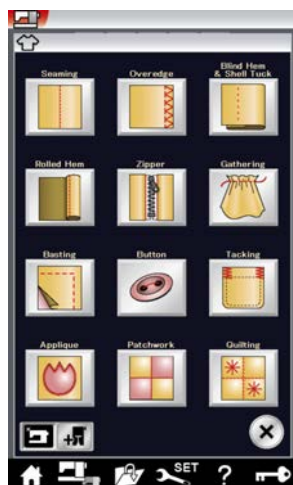 Seaming
Overedge
Blind Hem
& Shell Tuck
Rolled Hem
Zipper
Gathering
Basting
Button
Tacking
Applique
Patchwork
Quilting
SET
?